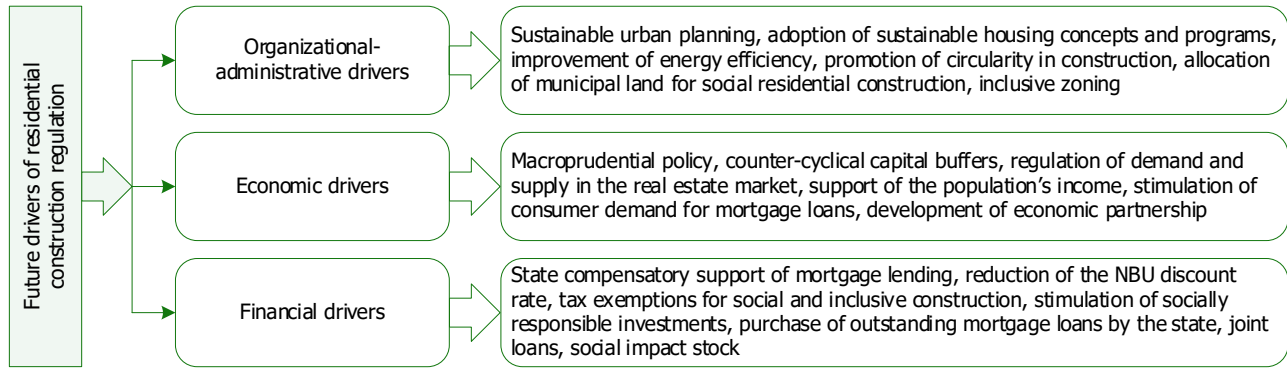 Future drivers of residential
construction regulation
Organizational-
administrative drivers
Sustainable urban planning, adoption of sustainable housing concepts and programs,
improvement of energy efficiency, promotion of circularity in construction, allocation
of municipal land for social residential construction, inclusive zoning
Economic drivers
Macroprudential policy, counter-cyclical capital buffers, regulation of demand and
supply in the real estate market, support of the population’s income, stimulation of
consumer demand for mortgage loans, development of economic partnership
Financial drivers
State compensatory support of mortgage lending, reduction of the NBU discount
rate, tax exemptions for social and inclusive construction, stimulation of socially
responsible investments, purchase of outstanding mortgage loans by the state, joint
loans, social impact stock